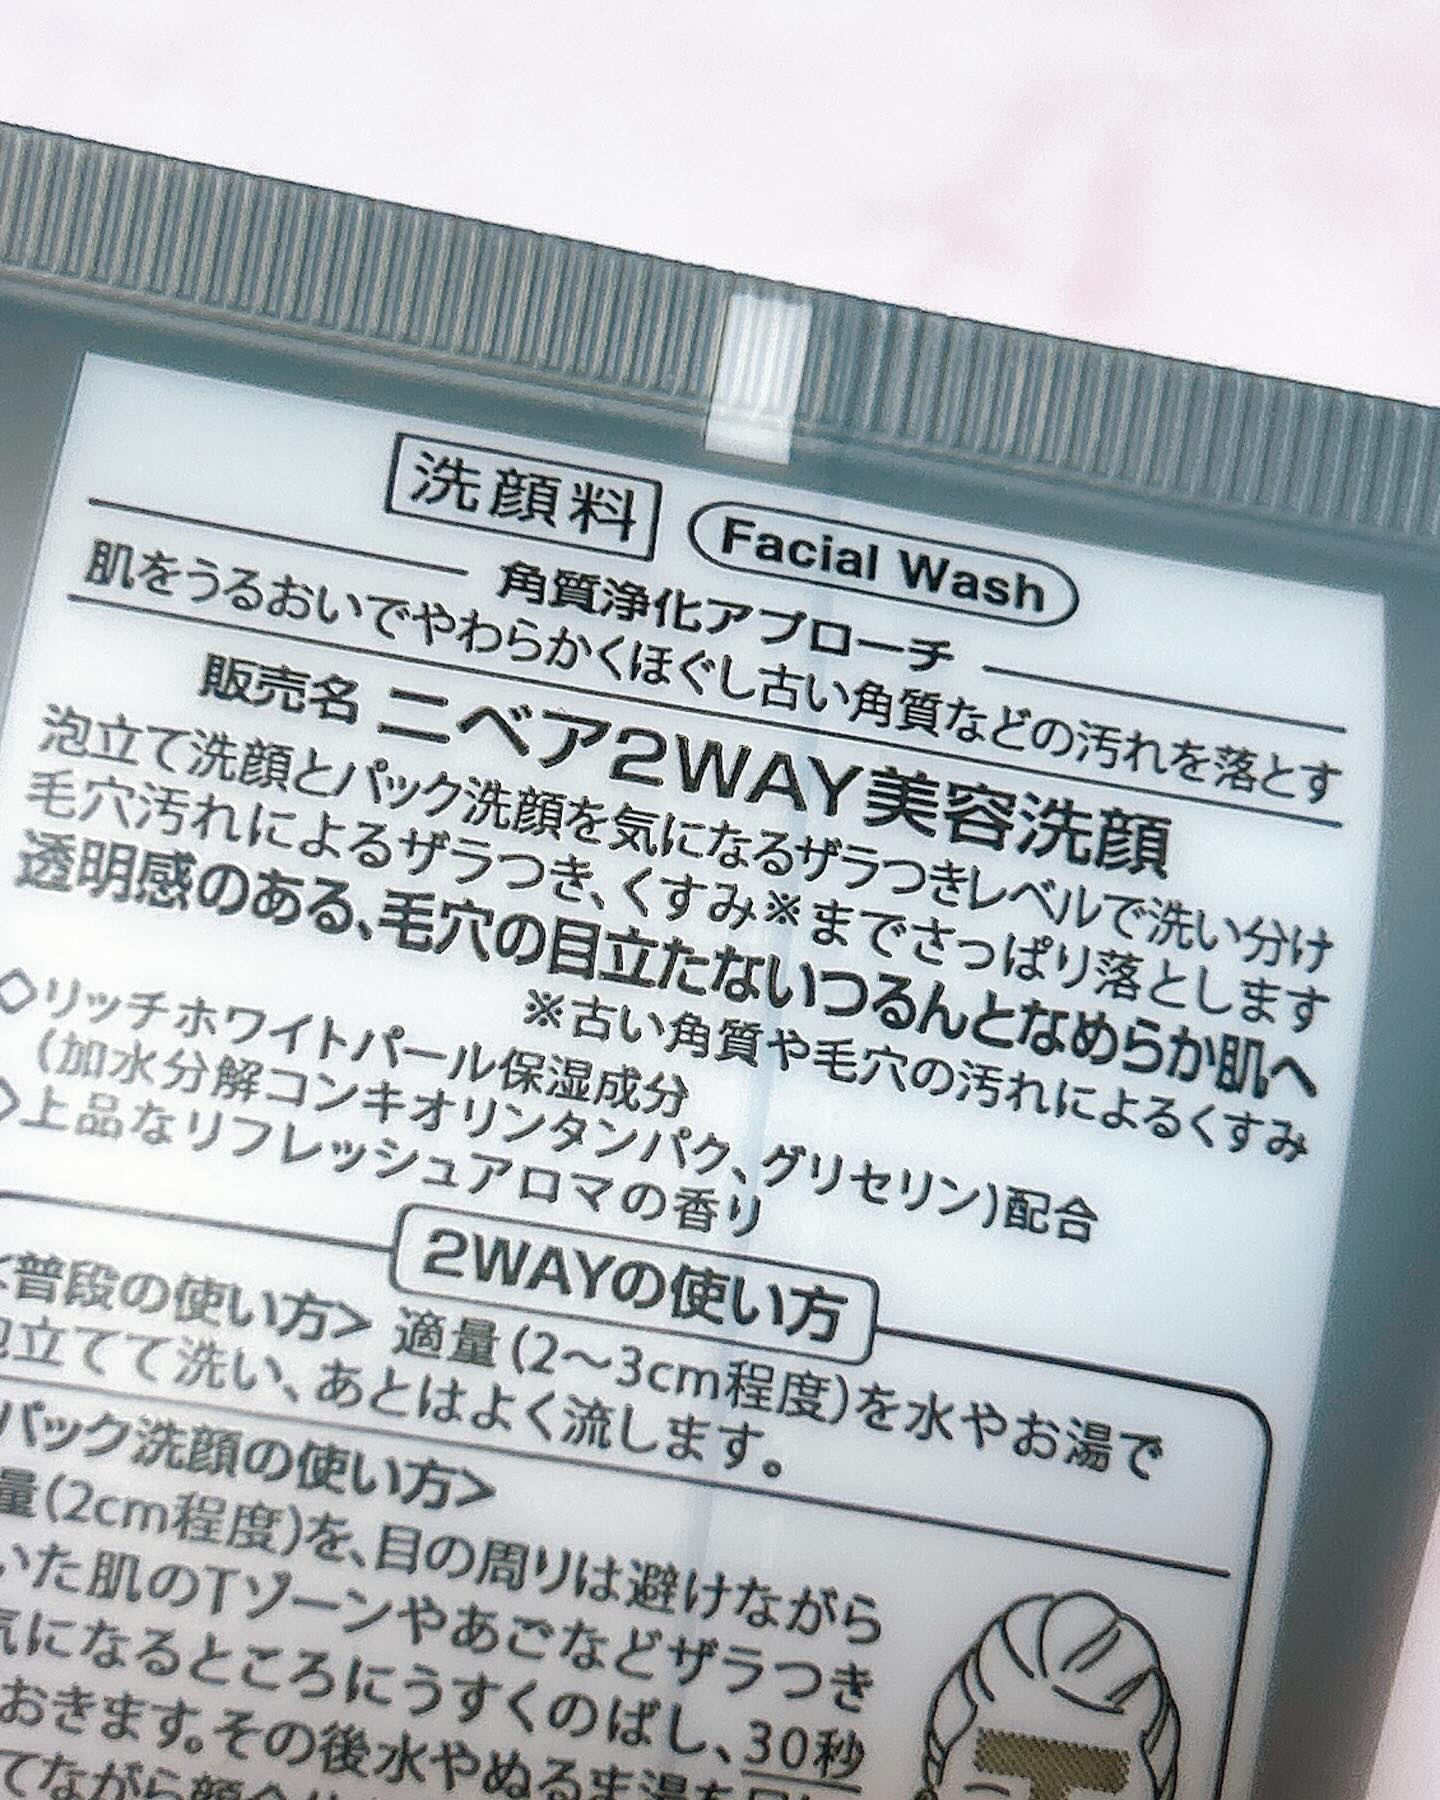 洗顔料 Facial Wash
角質浄化アプローチ
肌をうるおいでやわらかくほぐし古い角質などの汚れを落とす
販売名 ニベア2WAY美容洗顔
泡立て洗顔とパック洗顔を気になるザラつきレベルで洗い分け
毛穴汚れによるザラつき、くすみ※までさっぱり落とします
透明感のある、毛穴の目立たないつるんとなめらか肌へ
※古い角質や毛穴の汚れによるくすみ
◇リッチホワイトパール保湿成分
(加水分解コンキオリンタンパク、グリセリン)配合
◇上品なリフレッシュアロマの香り
2WAYの使い方
<普段の使い方> 適量(2〜3cm程度)を水やお湯で
泡立てて洗い、あとはよく流します。
パック洗顔の使い方>
量(2cm程度)を、目の周りは避けながら
いた肌のTゾーンやあごなどザラつき
気になるところにうすくのばし、30秒
おきます。その後水やぬるま湯を
てながら顔全